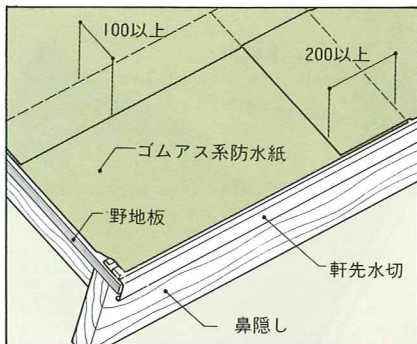 100以上
200以上
ゴムアス系防水紙
野地板
軒先水切
鼻隠し